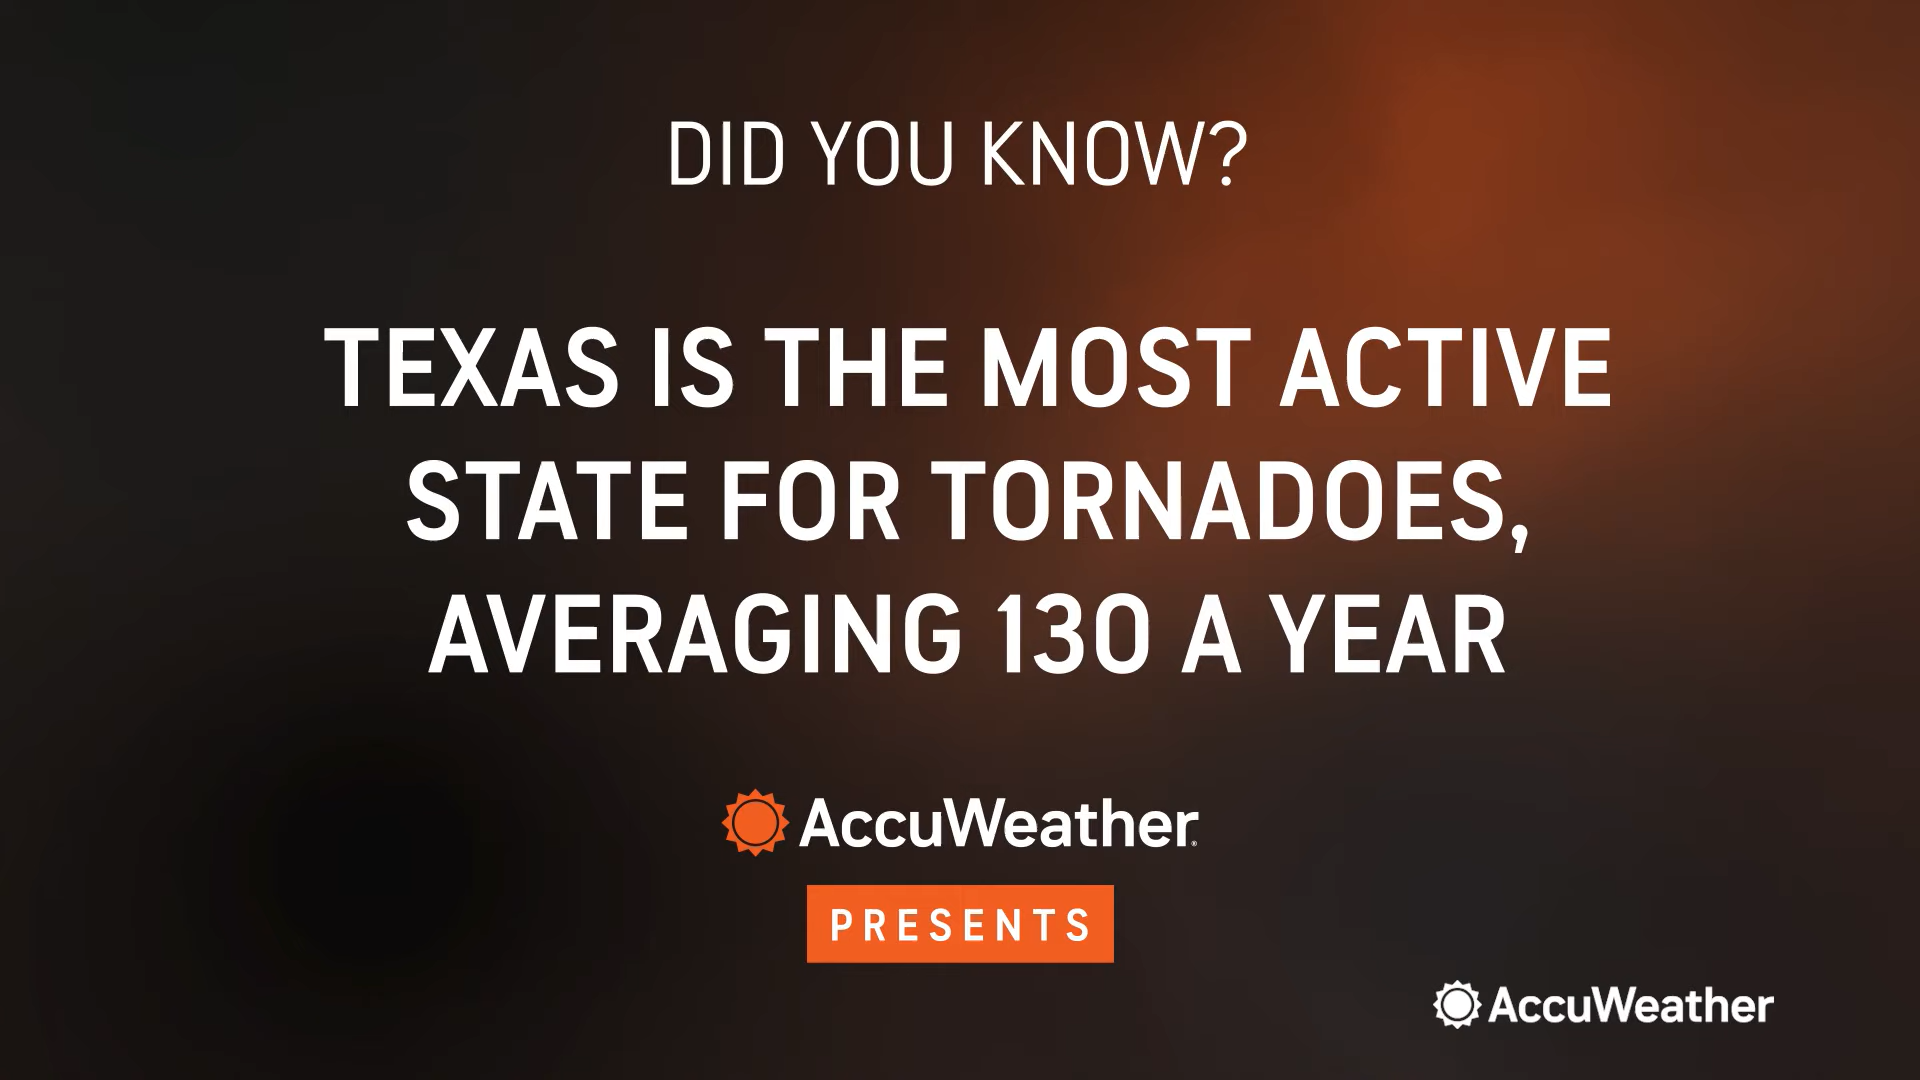 DID YOU KNOW?
TEXAS IS THE MOST ACTIVE
STATE FOR TORNADOES,
AVERAGING 130 A YEAR
AccuWeather®
PRESENTS
AccuWeather